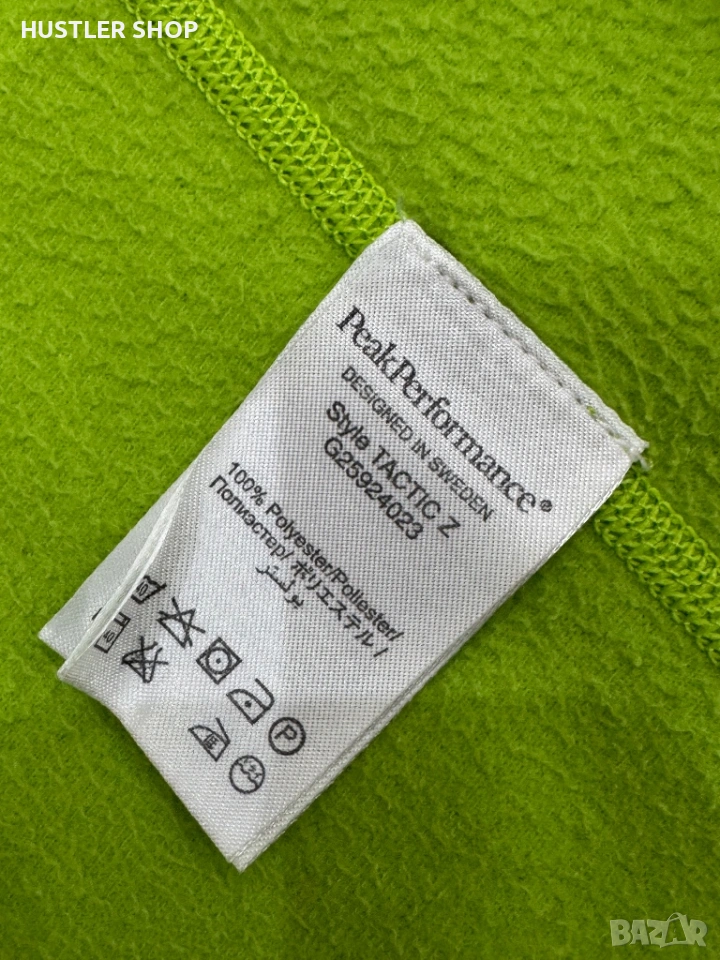 HUSTLER SHOP
PeakPerformance®
DESIGNED IN SWEDEN
Style TACTIC Z
G25924023
100% Polyester/Poliester/
Полиэстер/ ポリエステル /
بوليستر
P
BAZAR